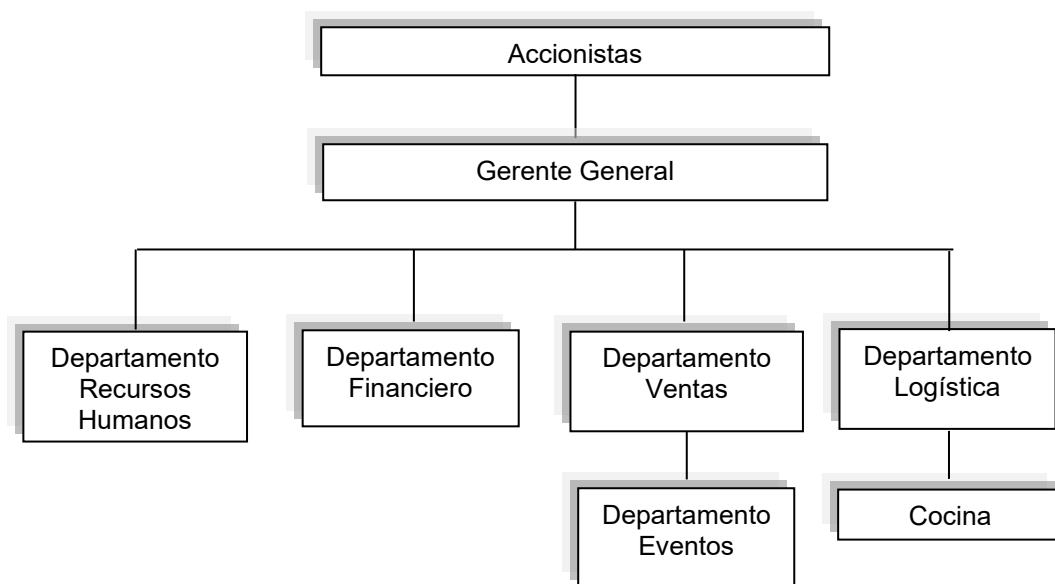 Accionistas
Gerente General
Departamento
Recursos
Humanos
Departamento
Financiero
Departamento
Ventas
Departamento
Logística
Departamento
Eventos
Cocina